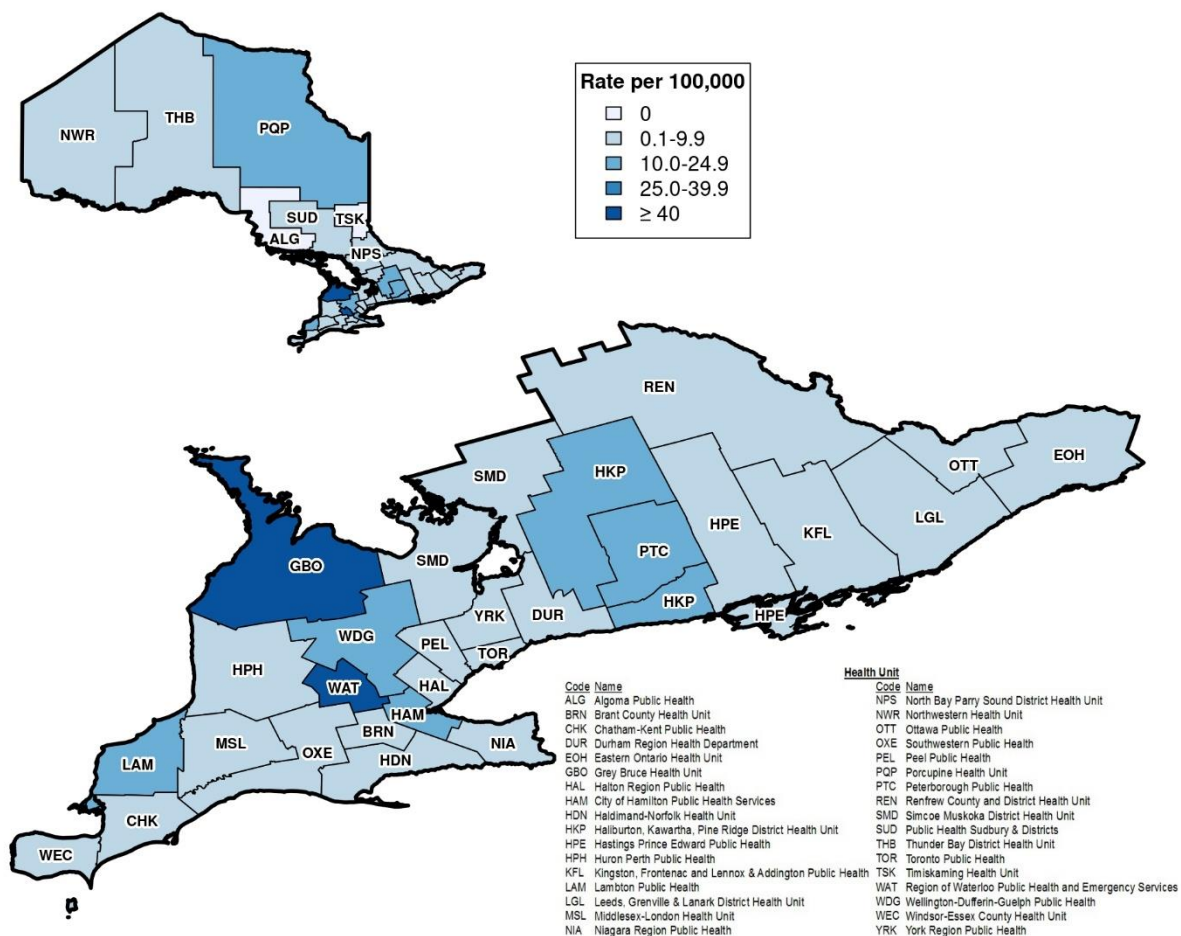 Rate per 100,000
0
0.1-9.9
10.0-24.9
25.0-39.9
≥ 40
NWR
THB
PQP
SUD
TSK
ALG
NPS
REN
SMD
HKP
OTT
EOH
HPE
KFL
LGL
PTC
GBO
SMD
HKP
HPE
YRK
DUR
WDG
PEL
TOR
HPH
WAT
HAL
HAM
BRN
MSL
OXE
NIA
HDN
LAM
CHK
WEC
Health Unit
Code Name
ALG Algoma Public Health
BRN Brant County Health Unit
CHK Chatham-Kent Public Health
DUR Durham Region Health Department
EOH Eastern Ontario Health Unit
GBO Grey Bruce Health Unit
HAL Halton Region Public Health
HAM City of Hamilton Public Health Services
HDN Haldimand-Norfolk Health Unit
HKP Haliburton, Kawartha, Pine Ridge District Health Unit
HPE Hastings Prince Edward Public Health
HPH Huron Perth Public Health
KFL Kingston, Frontenac and Lennox & Addington Public Health
LAM Lambton Public Health
LGL Leeds, Grenville & Lanark District Health Unit
MSL Middlesex-London Health Unit
NIA Niagara Region Public Health
Code Name
NPS North Bay Parry Sound District Health Unit
NWR Northwestern Health Unit
OTT Ottawa Public Health
OXE Southwestern Public Health
PEL Peel Public Health
PQP Porcupine Health Unit
PTC Peterborough Public Health
REN Renfrew County and District Health Unit
SMD Simcoe Muskoka District Health Unit
SUD Public Health Sudbury & Districts
THB Thunder Bay District Health Unit
TOR Toronto Public Health
TSK Timiskaming Health Unit
WAT Region of Waterloo Public Health and Emergency Services
WDG Wellington-Dufferin-Guelph Public Health
WEC Windsor-Essex County Health Unit
YRK York Region Public Health